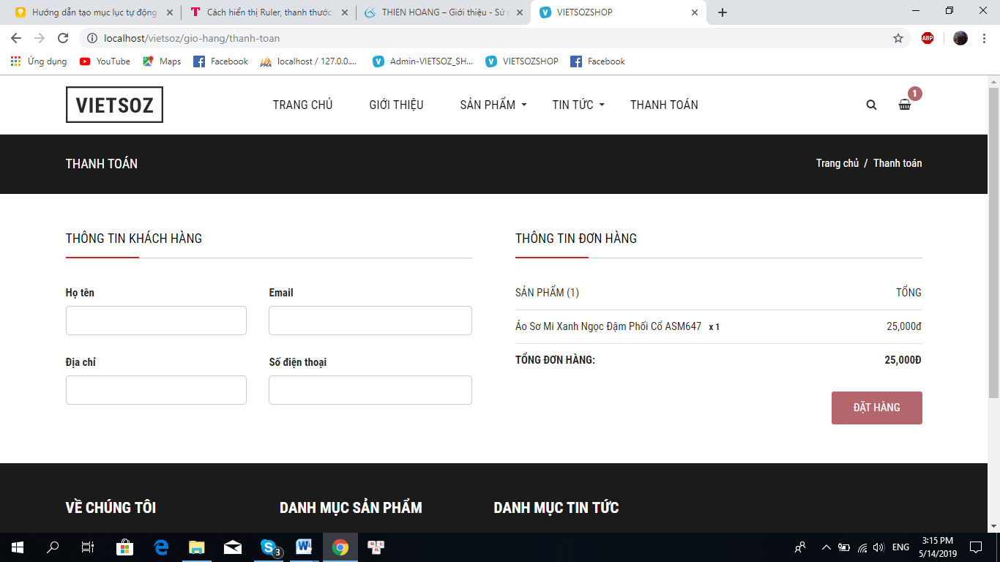 Hướng dẫn tạo mục lục tự động
Cách hiển thị Ruler, thanh thước
THIEN HOANG – Giới thiệu - Sứ
VIETSOZSHOP
localhost/vietsoz/gio-hang/thanh-toan
ABP
Ứng dụng YouTube Maps Facebook localhost / 127.0.0.... Admin-VIETSOZ_SH... VIETSOZSHOP Facebook
VIETSOZ TRANG CHỦ GIỚI THIỆU SẢN PHẨM TIN TỨC THANH TOÁN 1
THANH TOÁN Trang chủ / Thanh toán
THÔNG TIN KHÁCH HÀNG
Họ tên Email
Địa chỉ Số điện thoại
THÔNG TIN ĐƠN HÀNG
SẢN PHẨM (1) TỔNG
Áo Sơ Mi Xanh Ngọc Đậm Phối Cổ ASM647 x 1 25,000đ
TỔNG ĐƠN HÀNG: 25,000Đ
ĐẶT HÀNG
VỀ CHÚNG TÔI DANH MỤC SẢN PHẨM DANH MỤC TIN TỨC
3
ENG
3:15 PM
5/14/2019